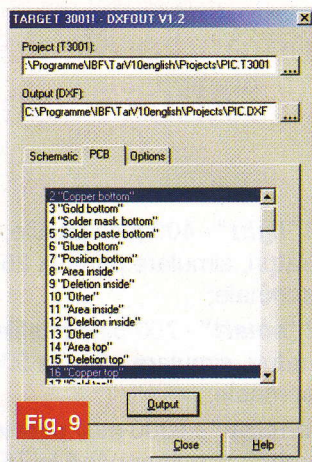 TARGET 3001! - DXFOUT V1.2
Project (T3001):
:\Programme\IBF\TarV10english\Projects\PIC.T3001
...
Output (DXF):
C:\Programme\IBF\TarV10english\Projects\PIC.DXF
...
Schematic PCB Options
2 "Copper bottom"
3 "Gold bottom"
4 "Solder mask bottom"
5 "Solder paste bottom"
6 "Glue bottom"
7 "Position bottom"
8 "Area inside"
9 "Deletion inside"
10 "Other"
11 "Area inside"
12 "Deletion inside"
13 "Other"
14 "Area top"
15 "Deletion top"
16 "Copper top"
17 "Gold top"
Output
Fig. 9
Close Help